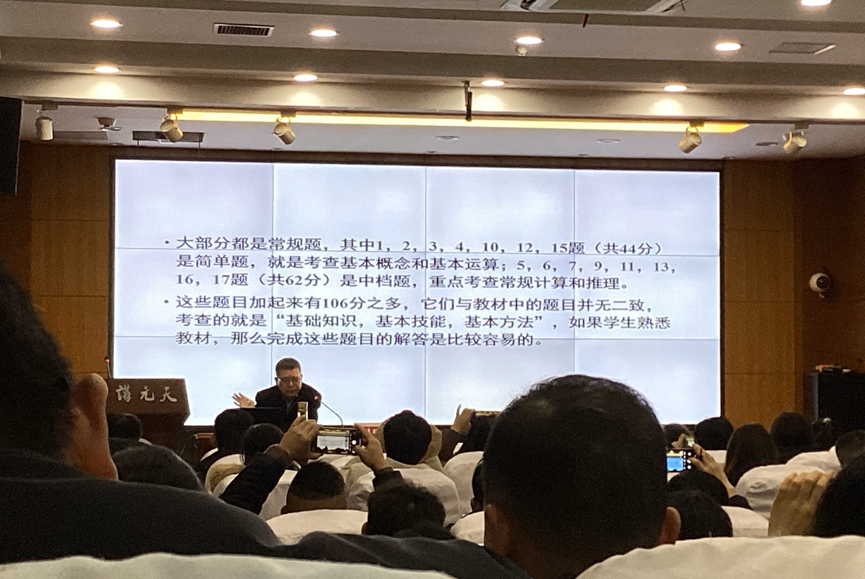 • 大部分都是常规题，其中1，2，3，4，10，12，15题（共44分）
是简单题，就是考查基本概念和基本运算；5，6，7，9，11，13，
16，17题（共62分）是中档题，重点考查常规计算和推理。
• 这些题目加起来有106分之多，它们与教材中的题目并无二致，
考查的就是“基础知识，基本技能，基本方法”，如果学生熟悉
教材，那么完成这些题目的解答是比较容易的。